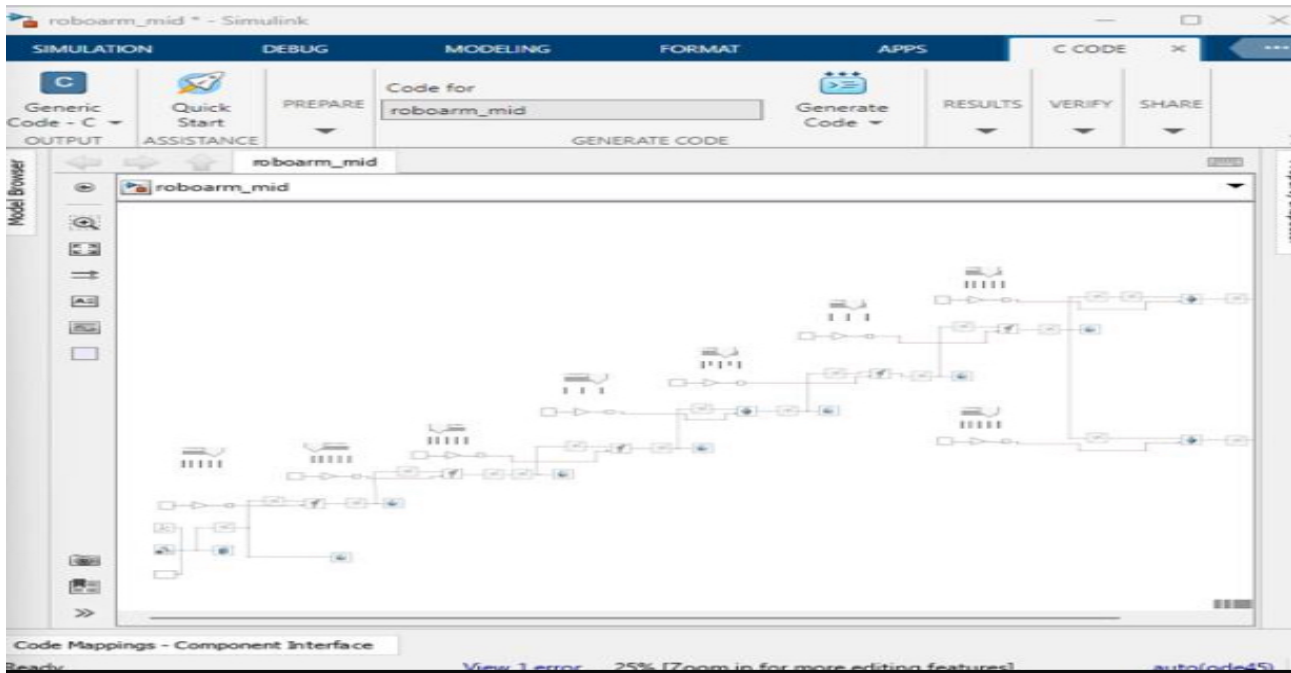 roboarm_mid * - Simulink
SIMULATION DEBUG MODELING FORMAT APPS C CODE
Generic Code - C
Quick Start
PREPARE
Code for
roboarm_mid
Generate Code
RESULTS VERIFY SHARE
OUTPUT ASSISTANCE GENERATE CODE
Model Browser
roboarm_mid
roboarm_mid
Code Mappings - Component Interface
Ready View 1 error 25% [Zoom in for more editing features] auto(ode45)